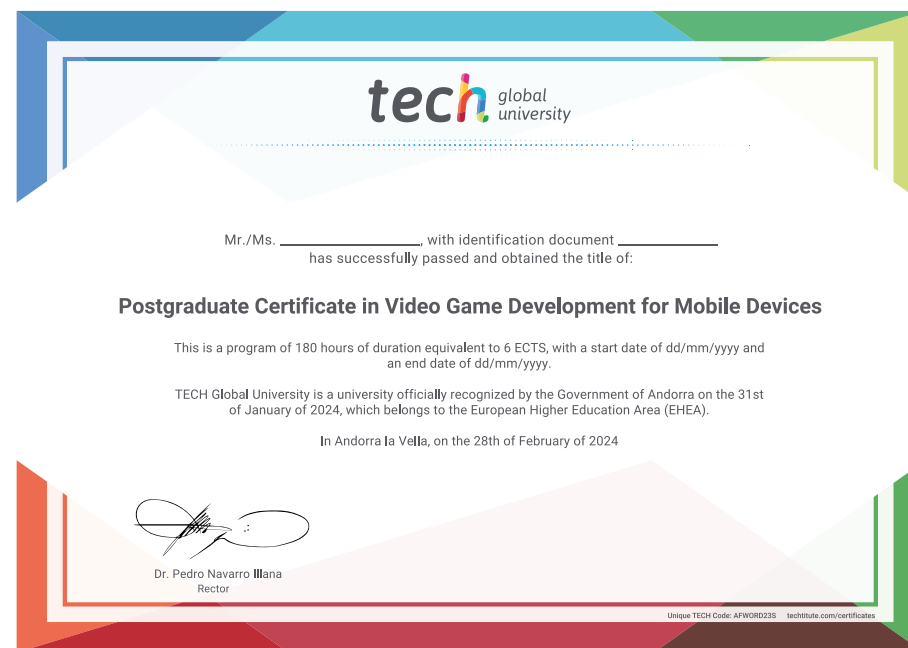 tech global university
Mr./Ms. ____________________, with identification document ______________
has successfully passed and obtained the title of:
Postgraduate Certificate in Video Game Development for Mobile Devices
This is a program of 180 hours of duration equivalent to 6 ECTS, with a start date of dd/mm/yyyy and
an end date of dd/mm/yyyy.
TECH Global University is a university officially recognized by the Government of Andorra on the 31st
of January of 2024, which belongs to the European Higher Education Area (EHEA).
In Andorra la Vella, on the 28th of February of 2024
Dr. Pedro Navarro Illana
Rector
Unique TECH Code: AFWORD23S techtitute.com/certificates